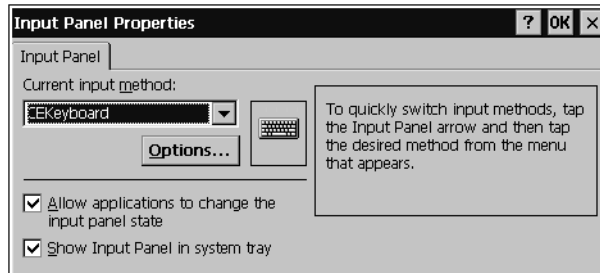 Input Panel Properties ? OK ×
Input Panel
Current input method:
CEKeyboard
Options...
To quickly switch input methods, tap
the Input Panel arrow and then tap
the desired method from the menu
that appears.
Allow applications to change the
input panel state
Show Input Panel in system tray